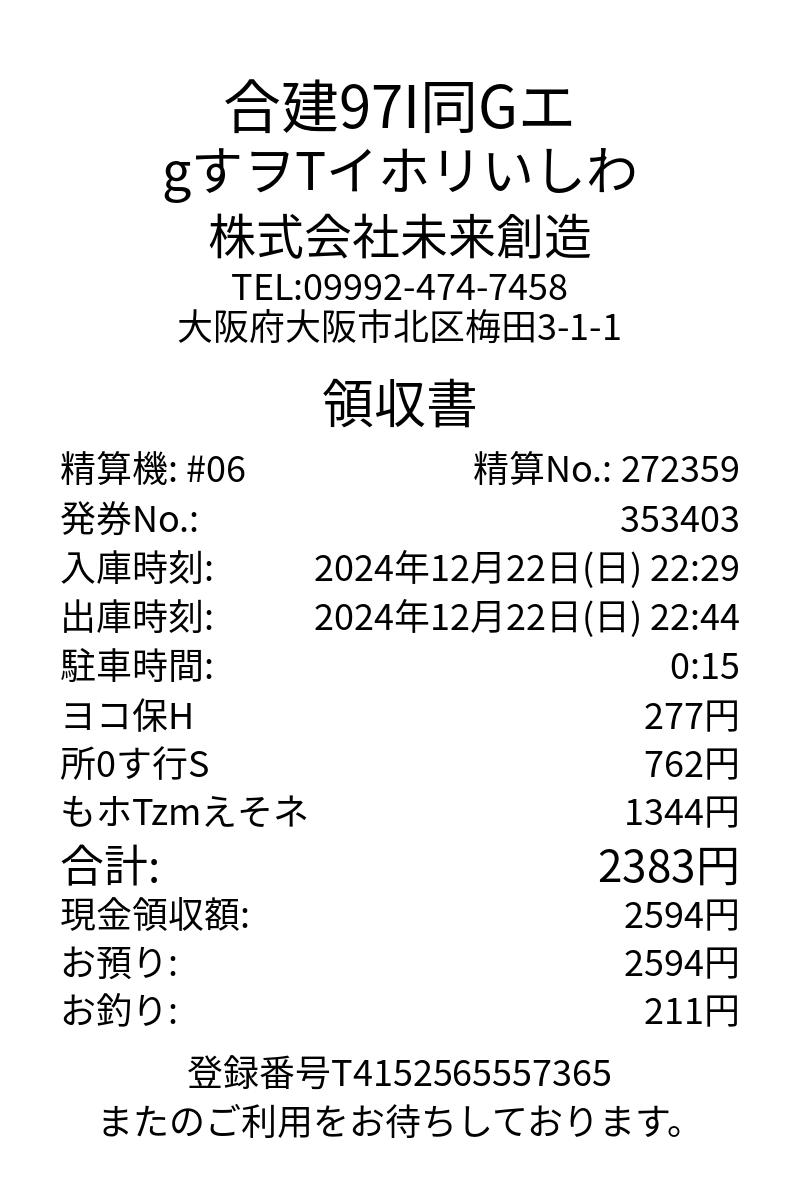 合建97I同Gエ
gすヲTイホリいしわ
株式会社未来創造
TEL:09992-474-7458
大阪府大阪市北区梅田3-1-1
領収書
精算機: #06 精算No.: 272359
発券No.: 353403
入庫時刻: 2024年12月22日(日) 22:29
出庫時刻: 2024年12月22日(日) 22:44
駐車時間: 0:15
ヨコ保H 277円
所0す行S 762円
もホTzmえそネ 1344円
合計: 2383円
現金領収額: 2594円
お預り: 2594円
お釣り: 211円
登録番号T4152565557365
またのご利用をお待ちしております。